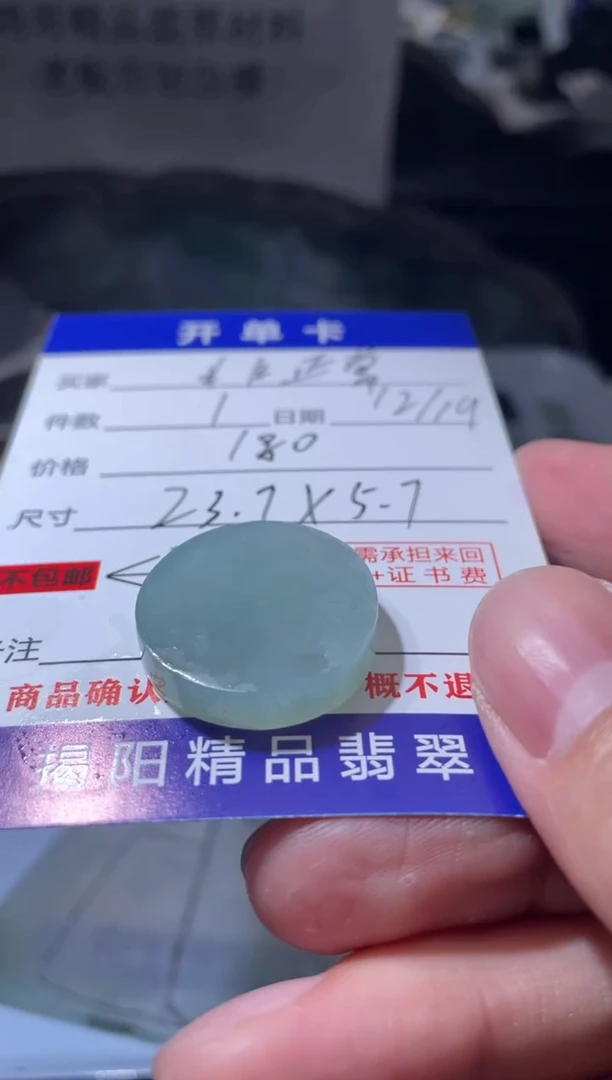 开单卡
买家 正常
件数 1 日期 12/19
价格 180
尺寸 23.7X5.7
不包邮 需承担来回
+证书费
注
商品确认 概不退
揭阳精品翡翠